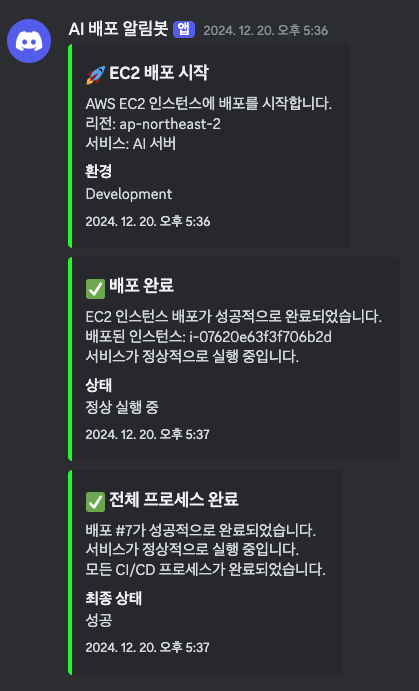 AI 배포 알림봇 앱 2024. 12. 20. 오후 5:36
🚀 EC2 배포 시작
AWS EC2 인스턴스에 배포를 시작합니다.
리전: ap-northeast-2
서비스: AI 서버
환경
Development
2024. 12. 20. 오후 5:36
✅ 배포 완료
EC2 인스턴스 배포가 성공적으로 완료되었습니다.
배포된 인스턴스: i-07620e63f3f706b2d
서비스가 정상적으로 실행 중입니다.
상태
정상 실행 중
2024. 12. 20. 오후 5:37
✅ 전체 프로세스 완료
배포 #7가 성공적으로 완료되었습니다.
서비스가 정상적으로 실행 중입니다.
모든 CI/CD 프로세스가 완료되었습니다.
최종 상태
성공
2024. 12. 20. 오후 5:37